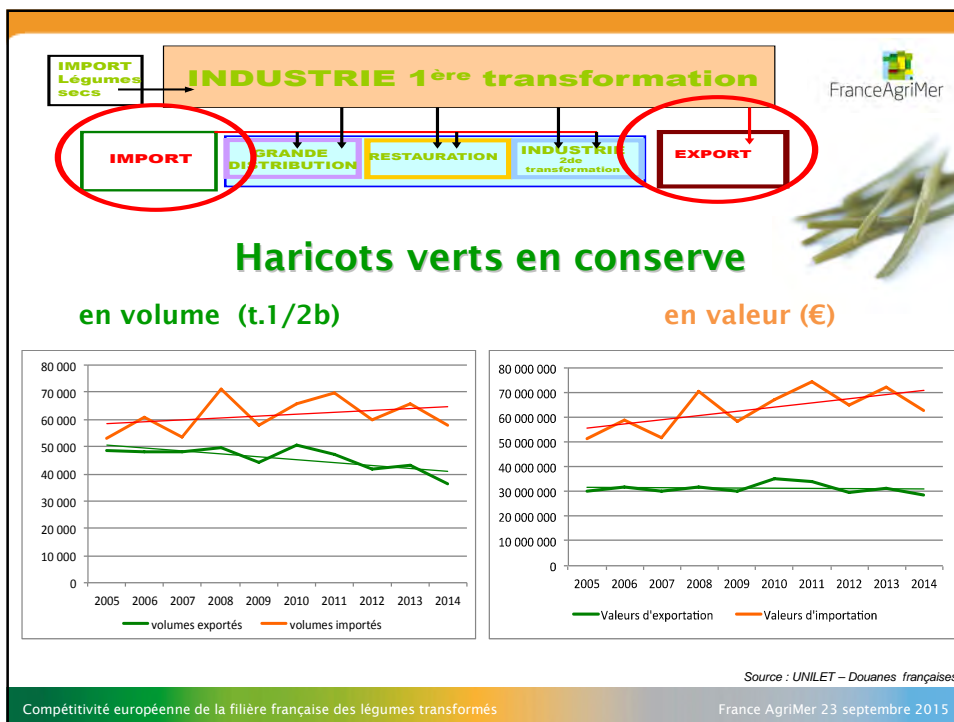 IMPORT
Légumes
secs
INDUSTRIE 1ère transformation
FranceAgriMer
IMPORT
GRANDE
DISTRIBUTION
RESTAURATION
INDUSTRIE
2de
transformation
EXPORT
Haricots verts en conserve
en volume (t.1/2b)
en valeur (€)
80 000
70 000
60 000
50 000
40 000
30 000
20 000
10 000
0
2005 2006 2007 2008 2009 2010 2011 2012 2013 2014
volumes exportés volumes importés
80 000 000
70 000 000
60 000 000
50 000 000
40 000 000
30 000 000
20 000 000
10 000 000
0
2005 2006 2007 2008 2009 2010 2011 2012 2013 2014
Valeurs d'exportation Valeurs d'importation
Source : UNILET – Douanes françaises
Compétitivité européenne de la filière française des légumes transformés France AgriMer 23 septembre 2015